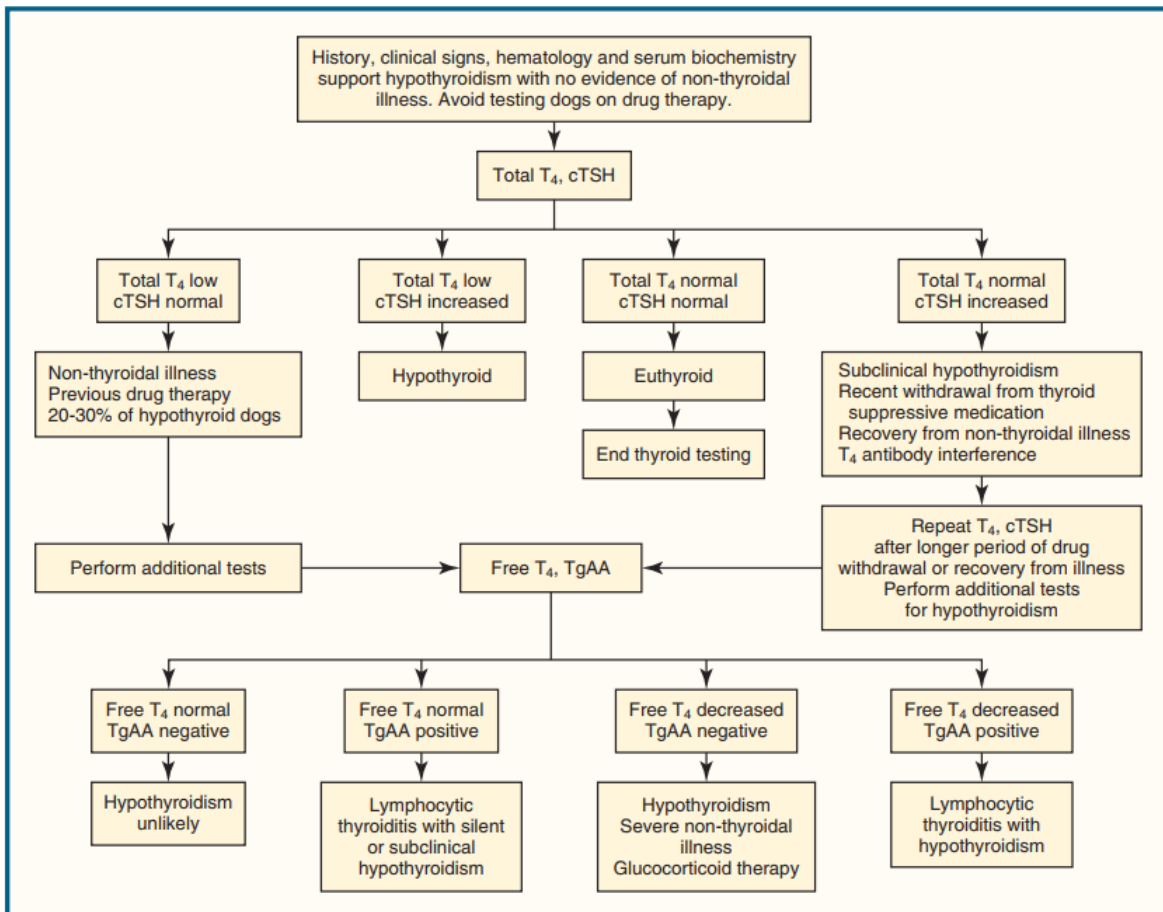 History, clinical signs, hematology and serum biochemistry
support hypothyroidism with no evidence of non-thyroidal
illness. Avoid testing dogs on drug therapy.
Total T₄, cTSH
Total T₄ low
cTSH normal
Total T₄ low
cTSH increased
Total T₄ normal
cTSH normal
Total T₄ normal
cTSH increased
Non-thyroidal illness
Previous drug therapy
20-30% of hypothyroid dogs
Hypothyroid
Euthyroid
Subclinical hypothyroidism
Recent withdrawal from thyroid
suppressive medication
Recovery from non-thyroidal illness
T₄ antibody interference
End thyroid testing
Perform additional tests
Free T₄, TgAA
Repeat T₄, cTSH
after longer period of drug
withdrawal or recovery from illness
Perform additional tests
for hypothyroidism
Free T₄ normal
TgAA negative
Free T₄ normal
TgAA positive
Free T₄ decreased
TgAA negative
Free T₄ decreased
TgAA positive
Hypothyroidism
unlikely
Lymphocytic
thyroiditis with silent
or subclinical
hypothyroidism
Hypothyroidism
Severe non-thyroidal
illness
Glucocorticoid therapy
Lymphocytic
thyroiditis with
hypothyroidism